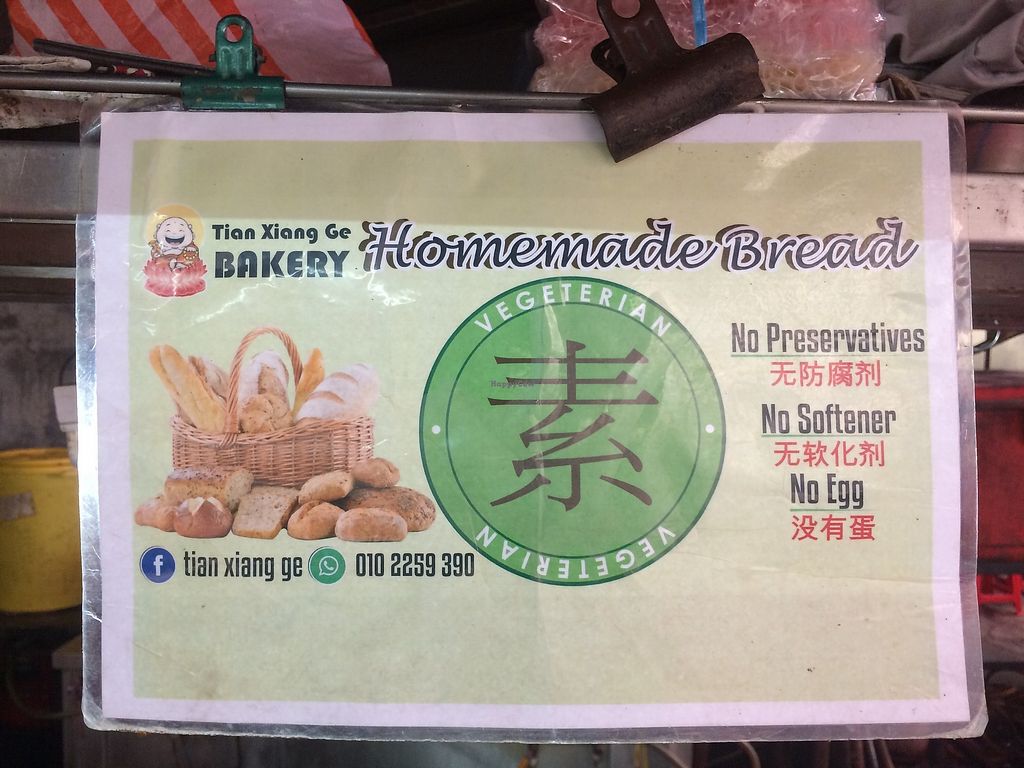 Tian Xiang Ge
BAKERY
Homemade Bread
VEGETERIAN
素
HappyCow
VEGETERIAN
No Preservatives
无防腐剂
No Softener
无软化剂
No Egg
没有蛋
f tian xiang ge 010 2259 390